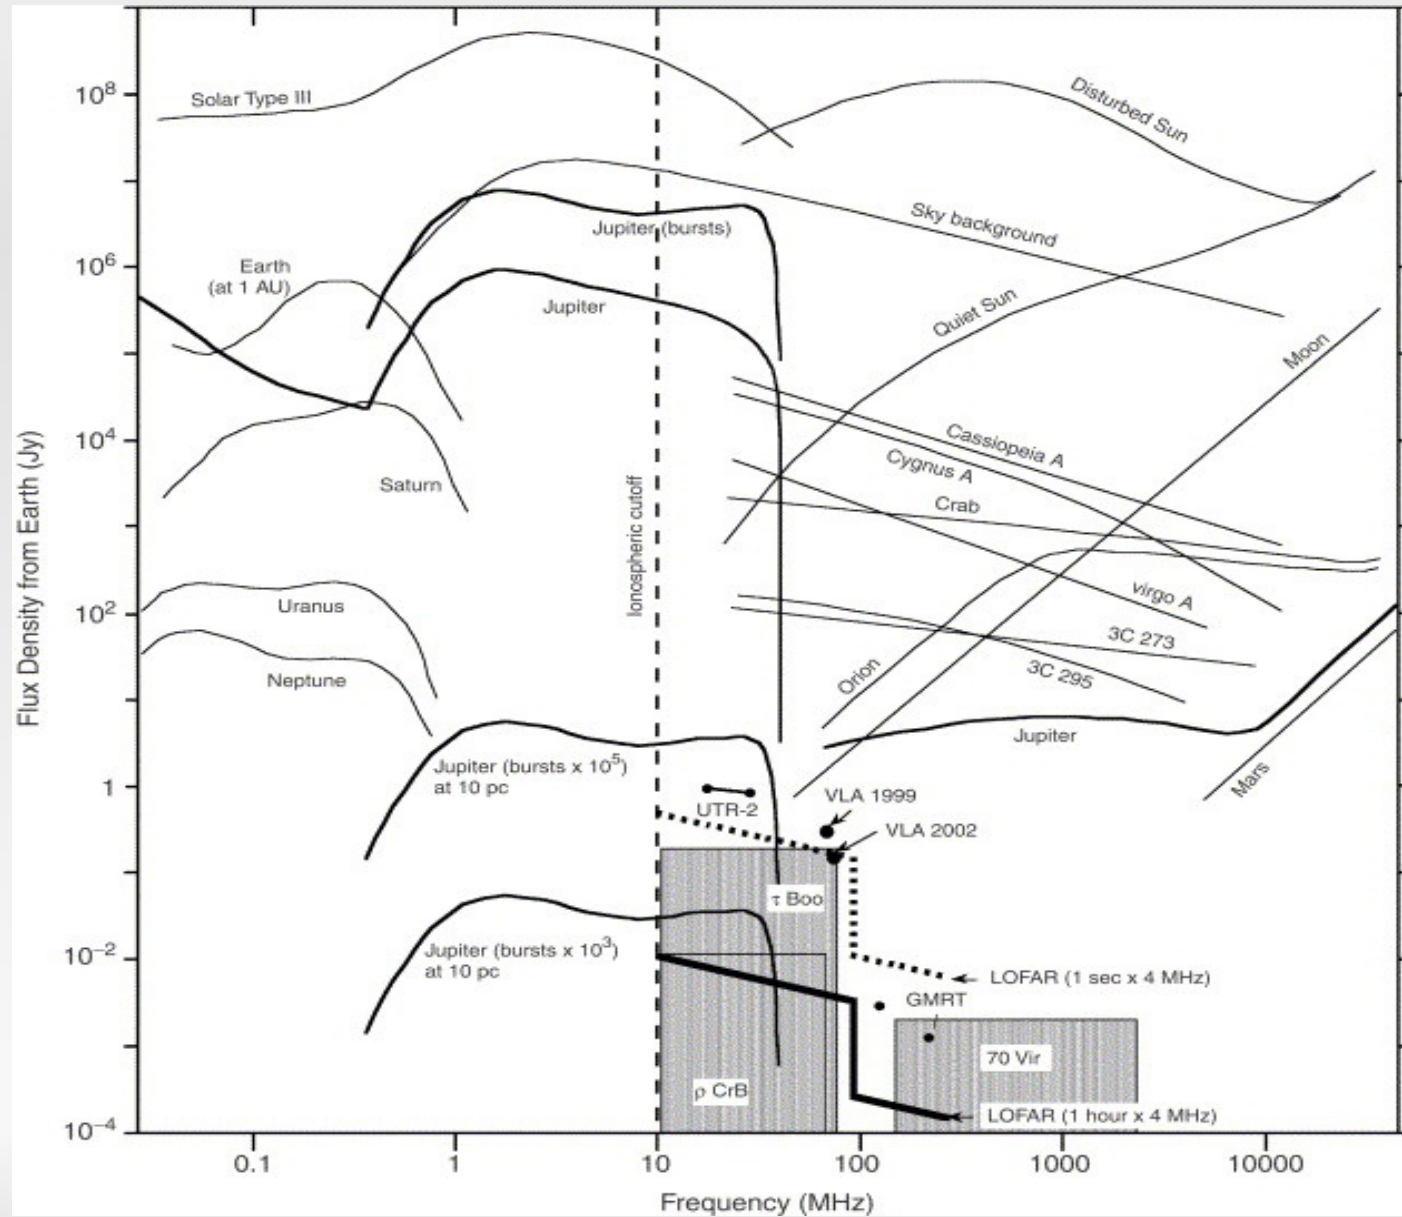 Flux Density from Earth (Jy)
10⁸
10⁶
10⁴
10²
1
10⁻²
10⁻⁴
Solar Type III
Disturbed Sun
Sky background
Jupiter (bursts)
Earth
(at 1 AU)
Jupiter
Quiet Sun
Moon
Cassiopeia A
Cygnus A
Saturn
Crab
Ionospheric cutoff
Uranus
virgo A
Neptune
3C 273
3C 295
Orion
Jupiter
Jupiter (bursts x 10⁵)
at 10 pc
Mars
UTR-2
VLA 1999
VLA 2002
τ Boo
Jupiter (bursts x 10³)
at 10 pc
LOFAR (1 sec x 4 MHz)
GMRT
70 Vir
ρ CrB
LOFAR (1 hour x 4 MHz)
0.1
1
10
100
1000
10000
Frequency (MHz)